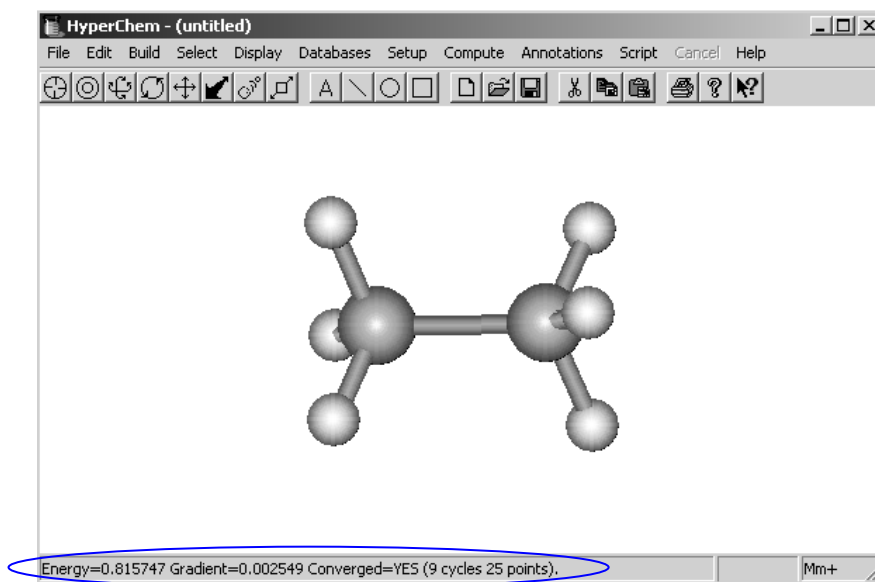 HyperChem - (untitled)
File Edit Build Select Display Databases Setup Compute Annotations Script Cancel Help
A
Energy=0.815747 Gradient=0.002549 Converged=YES (9 cycles 25 points). Mm+